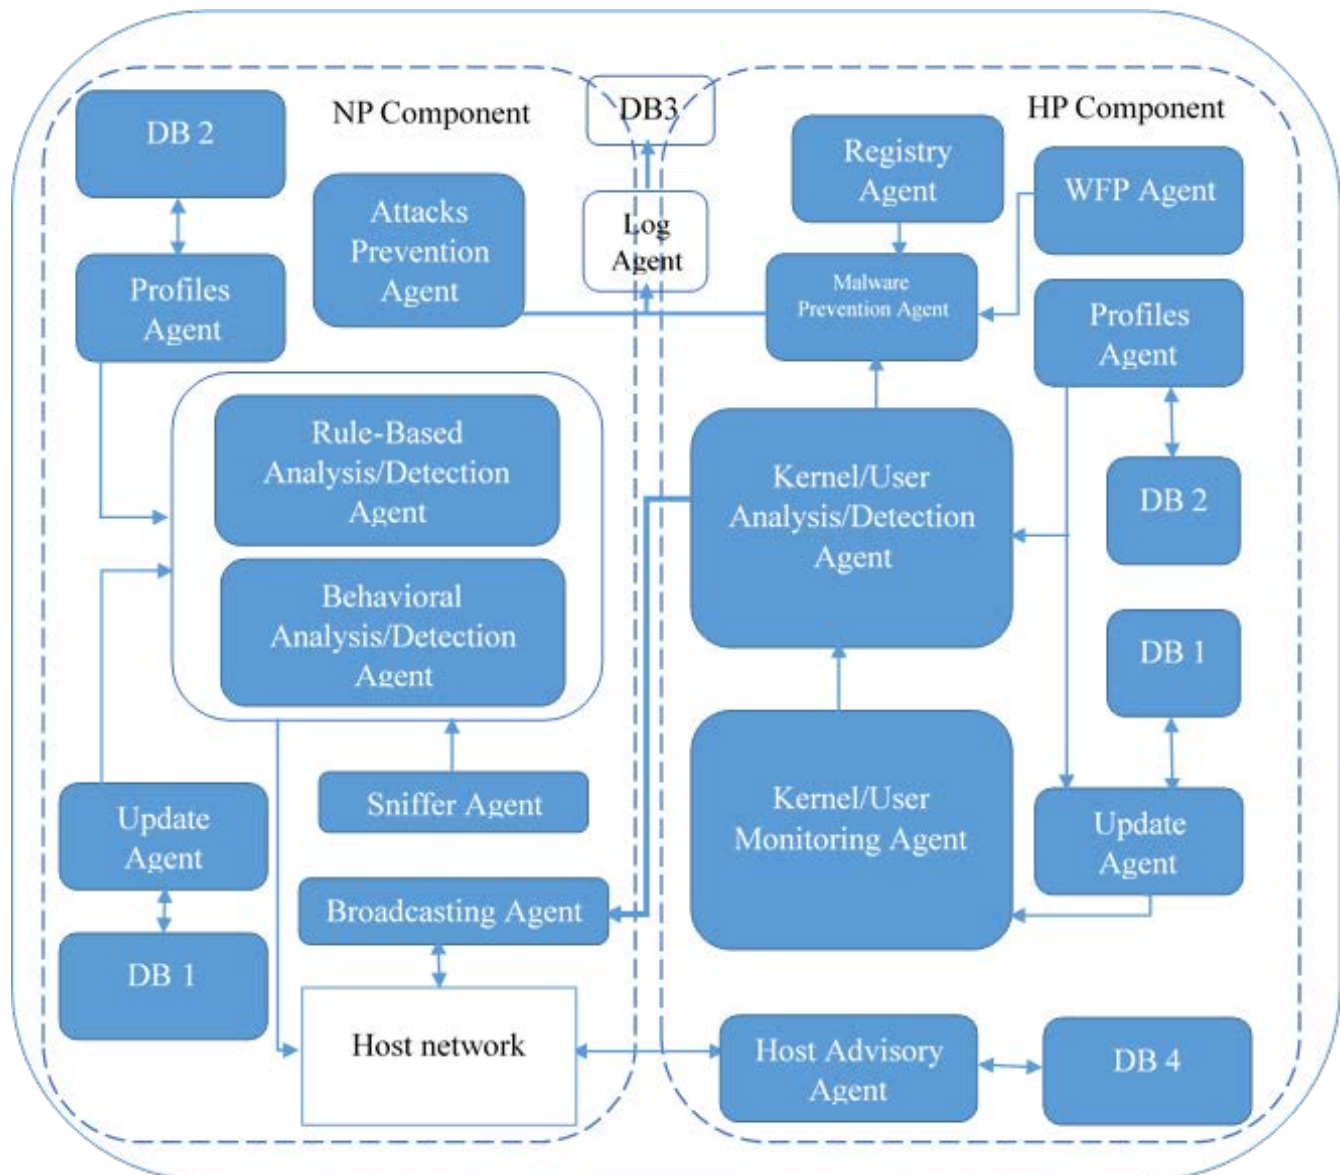 NP Component
DB 2
Profiles
Agent
Attacks
Prevention
Agent
Rule-Based
Analysis/Detection
Agent
Behavioral
Analysis/Detection
Agent
Sniffer Agent
Update
Agent
DB 1
Broadcasting Agent
Host network
DB3
Log
Agent
HP Component
Registry
Agent
WFP Agent
Malware
Prevention Agent
Profiles
Agent
Kernel/User
Analysis/Detection
Agent
DB 2
DB 1
Kernel/User
Monitoring Agent
Update
Agent
Host Advisory
Agent
DB 4